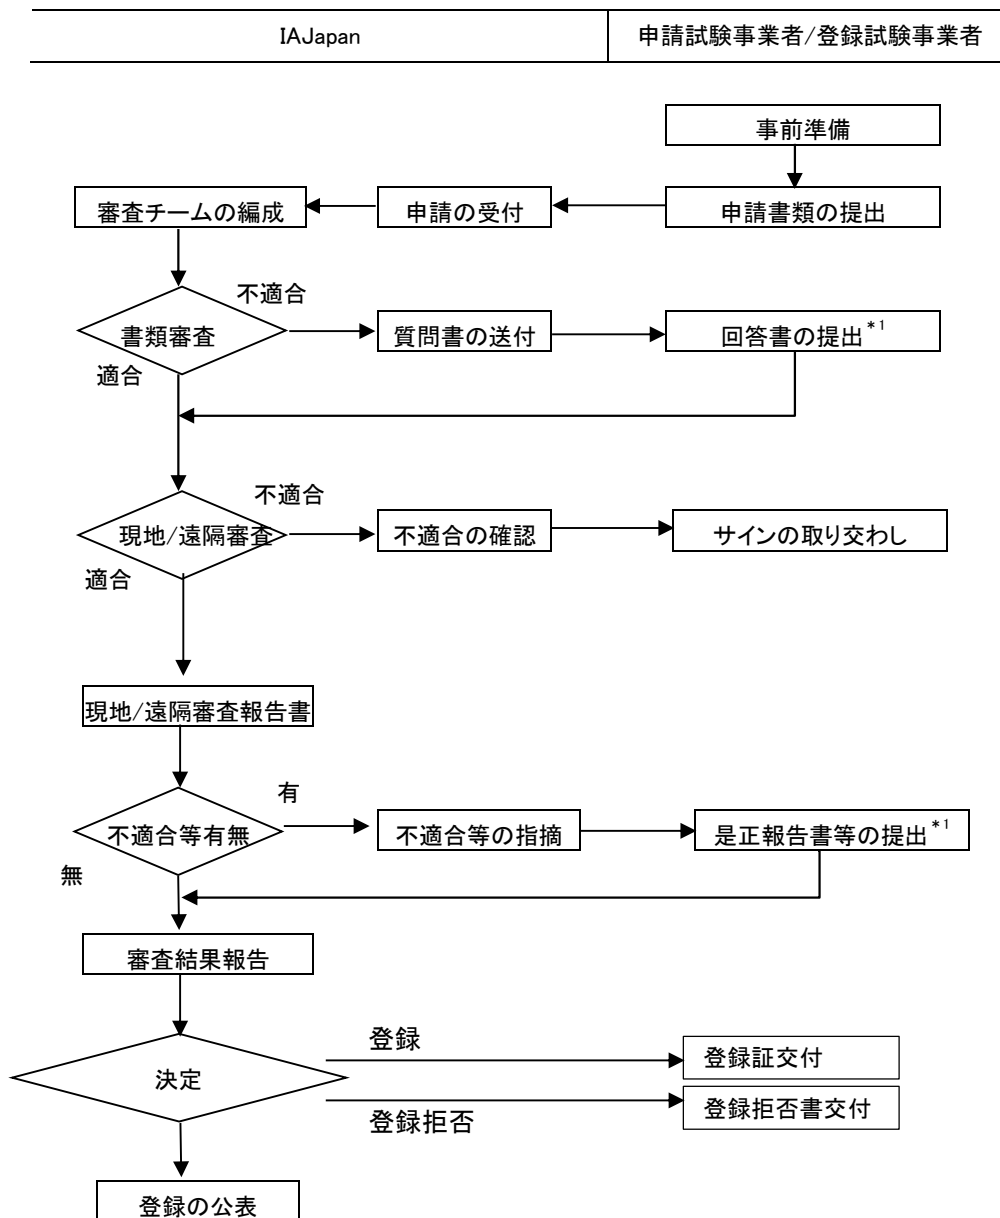 IAJapan
申請試験事業者/登録試験事業者
事前準備
審査チームの編成
申請の受付
申請書類の提出
不適合
書類審査
質問書の送付
回答書の提出*1
適合
不適合
現地/遠隔審査
不適合の確認
サインの取り交わし
適合
現地/遠隔審査報告書
有
不適合等有無
不適合等の指摘
是正報告書等の提出*1
無
審査結果報告
登録
登録証交付
決定
登録拒否書交付
登録拒否
登録の公表